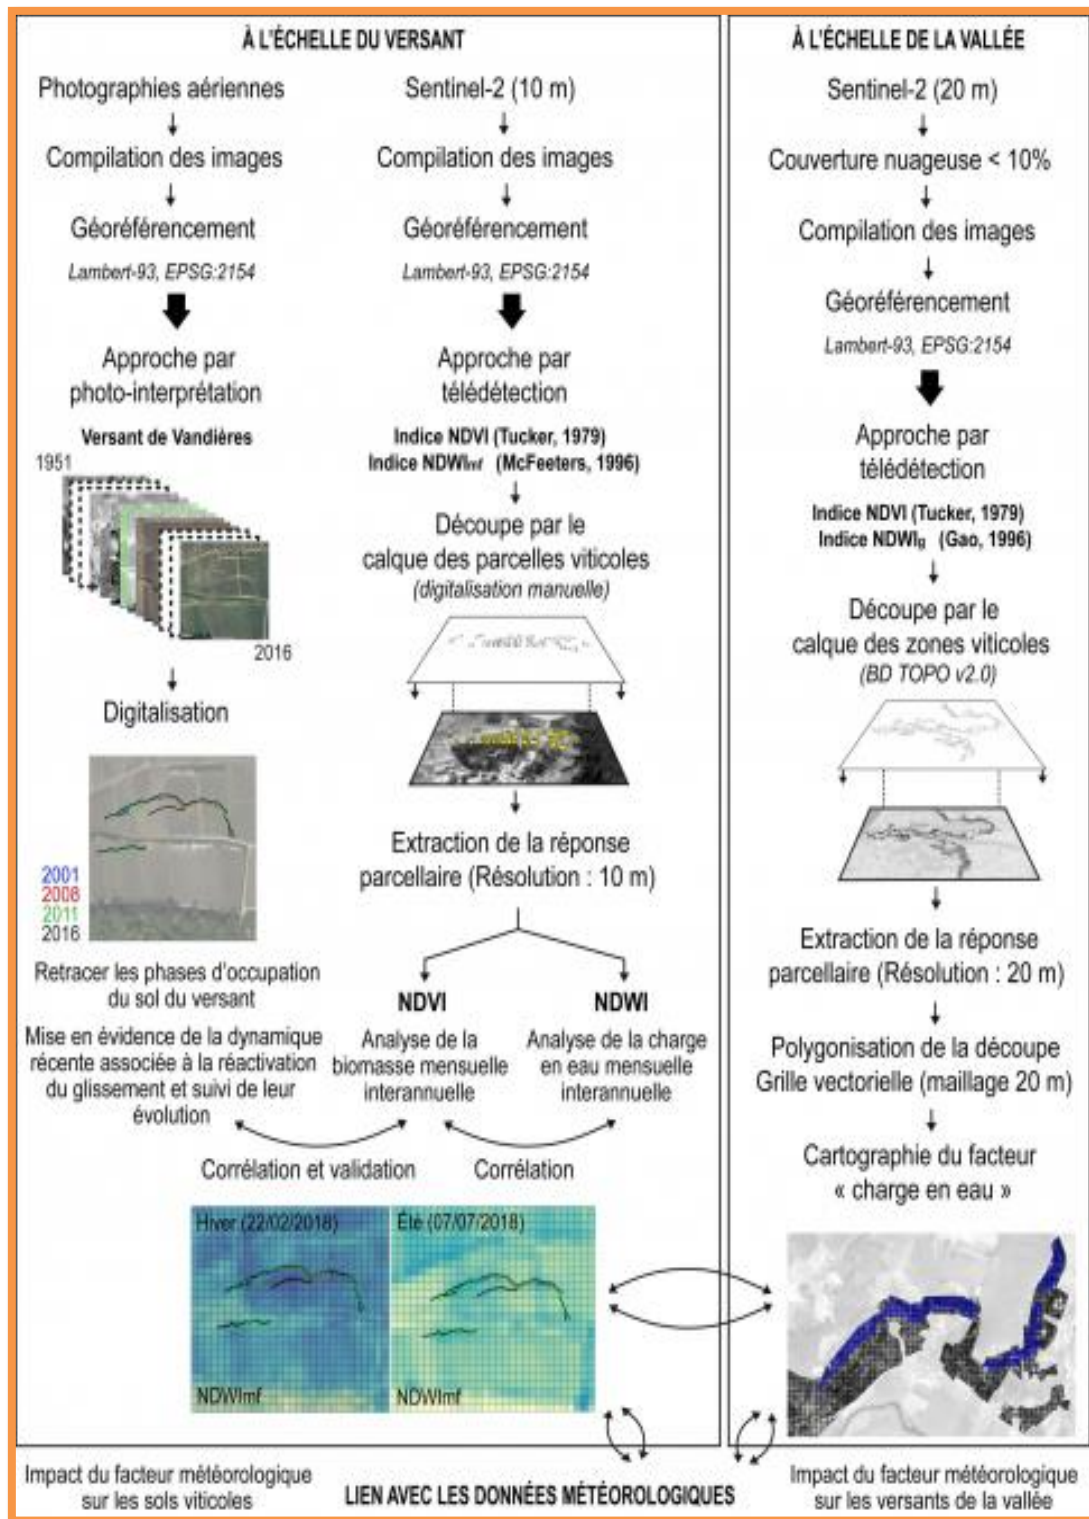 À L'ÉCHELLE DU VERSANT
Photographies aériennes
Compilation des images
Géoréférencement
Lambert-93, EPSG:2154
Approche par
photo-interprétation
Versant de Vandières
1951
2016
Digitalisation
2001
2008
2011
2016
Retracer les phases d'occupation
du sol du versant
Mise en évidence de la dynamique
récente associée à la réactivation
du glissement et suivi de leur
évolution
Sentinel-2 (10 m)
Compilation des images
Géoréférencement
Lambert-93, EPSG:2154
Approche par
télédétection
Indice NDVI (Tucker, 1979)
Indice NDWImf (McFeeters, 1996)
Découpe par le
calque des parcelles viticoles
(digitalisation manuelle)
Extraction de la réponse
parcellaire (Résolution : 10 m)
NDVI
Analyse de la
biomasse mensuelle
interannuelle
NDWI
Analyse de la charge
en eau mensuelle
interannuelle
Corrélation et validation
Corrélation
Hiver (22/02/2018)
Été (07/07/2018)
NDWImf
NDWImf
À L'ÉCHELLE DE LA VALLÉE
Sentinel-2 (20 m)
Couverture nuageuse < 10%
Compilation des images
Géoréférencement
Lambert-93, EPSG:2154
Approche par
télédétection
Indice NDVI (Tucker, 1979)
Indice NDWIg (Gao, 1996)
Découpe par le
calque des zones viticoles
(BD TOPO v2.0)
Extraction de la réponse
parcellaire (Résolution : 20 m)
Polygonisation de la découpe
Grille vectorielle (maillage 20 m)
Cartographie du facteur
« charge en eau »
Impact du facteur météorologique
sur les sols viticoles
LIEN AVEC LES DONNÉES MÉTÉOROLOGIQUES
Impact du facteur météorologique
sur les versants de la vallée